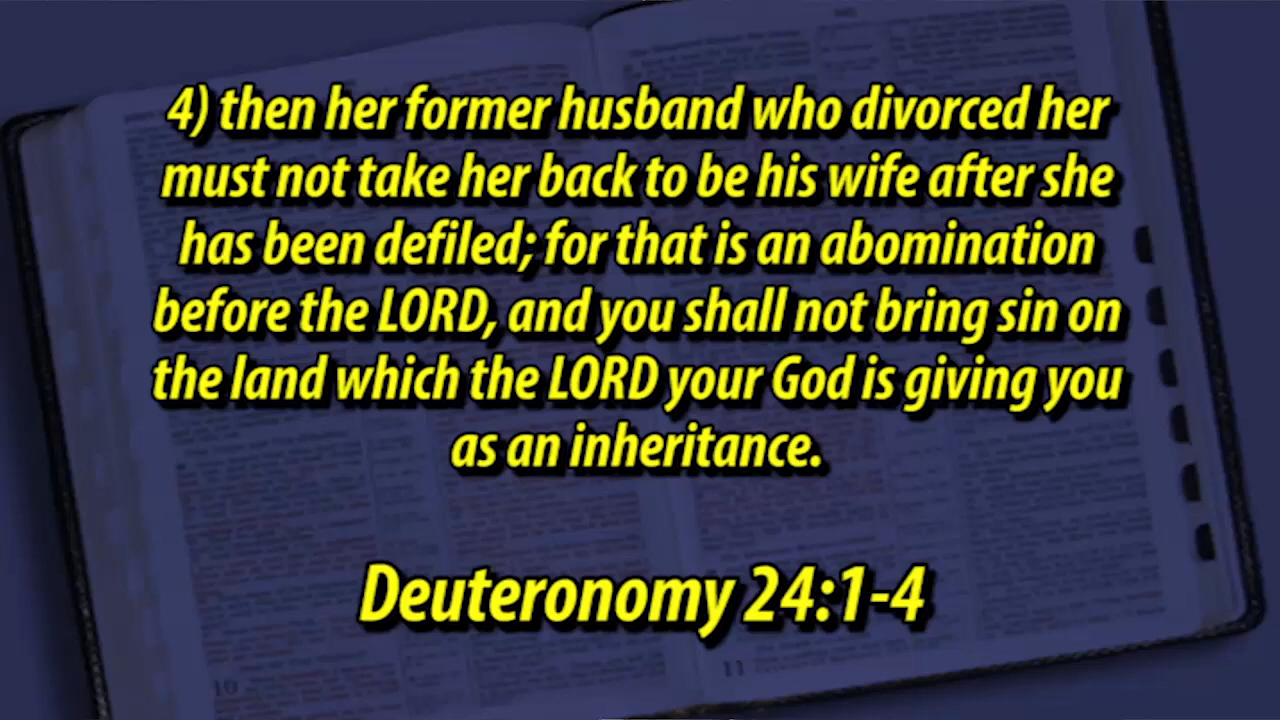 4) then her former husband who divorced her
must not take her back to be his wife after she
has been defiled; for that is an abomination
before the LORD, and you shall not bring sin on
the land which the LORD your God is giving you
as an inheritance.
Deuteronomy 24:1-4
10
11